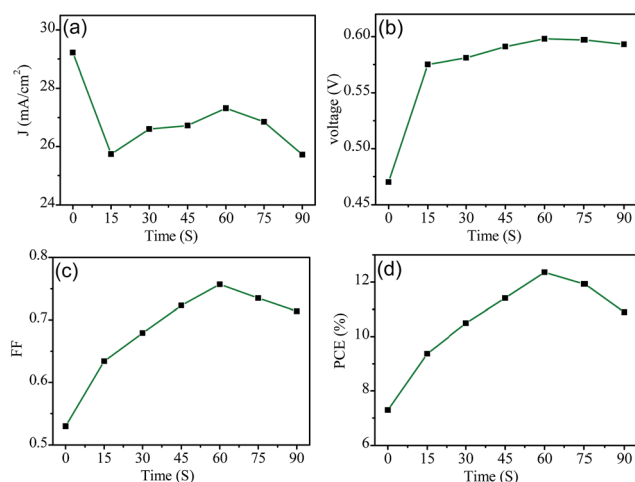 (a)
30
28
26
24
J (mA/cm²)
0 15 30 45 60 75 90
Time (S)
(b)
0.60
0.55
0.50
0.45
voltage (V)
0 15 30 45 60 75 90
Time (S)
(c)
0.8
0.7
0.6
0.5
FF
0 15 30 45 60 75 90
Time (S)
(d)
12
10
8
6
PCE (%)
0 15 30 45 60 75 90
Time (S)